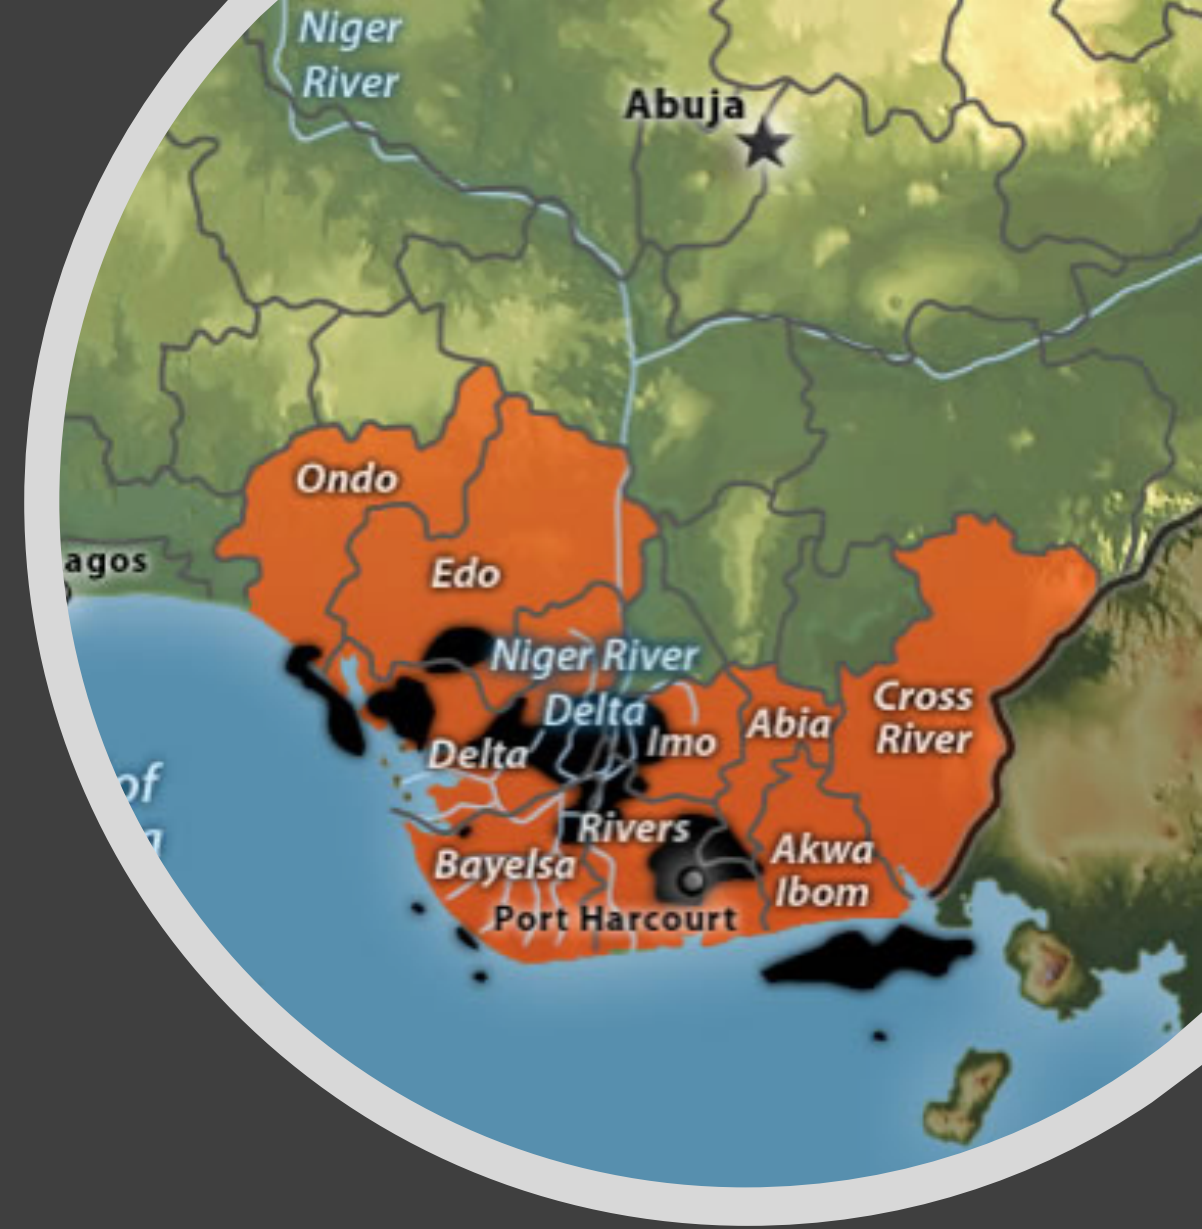 Niger
River
Abuja
Ondo
agos
Edo
Niger River
Delta
Cross
River
Abia
Imo
Delta
Rivers
Akwa
Ibom
Bayelsa
Port Harcourt
of